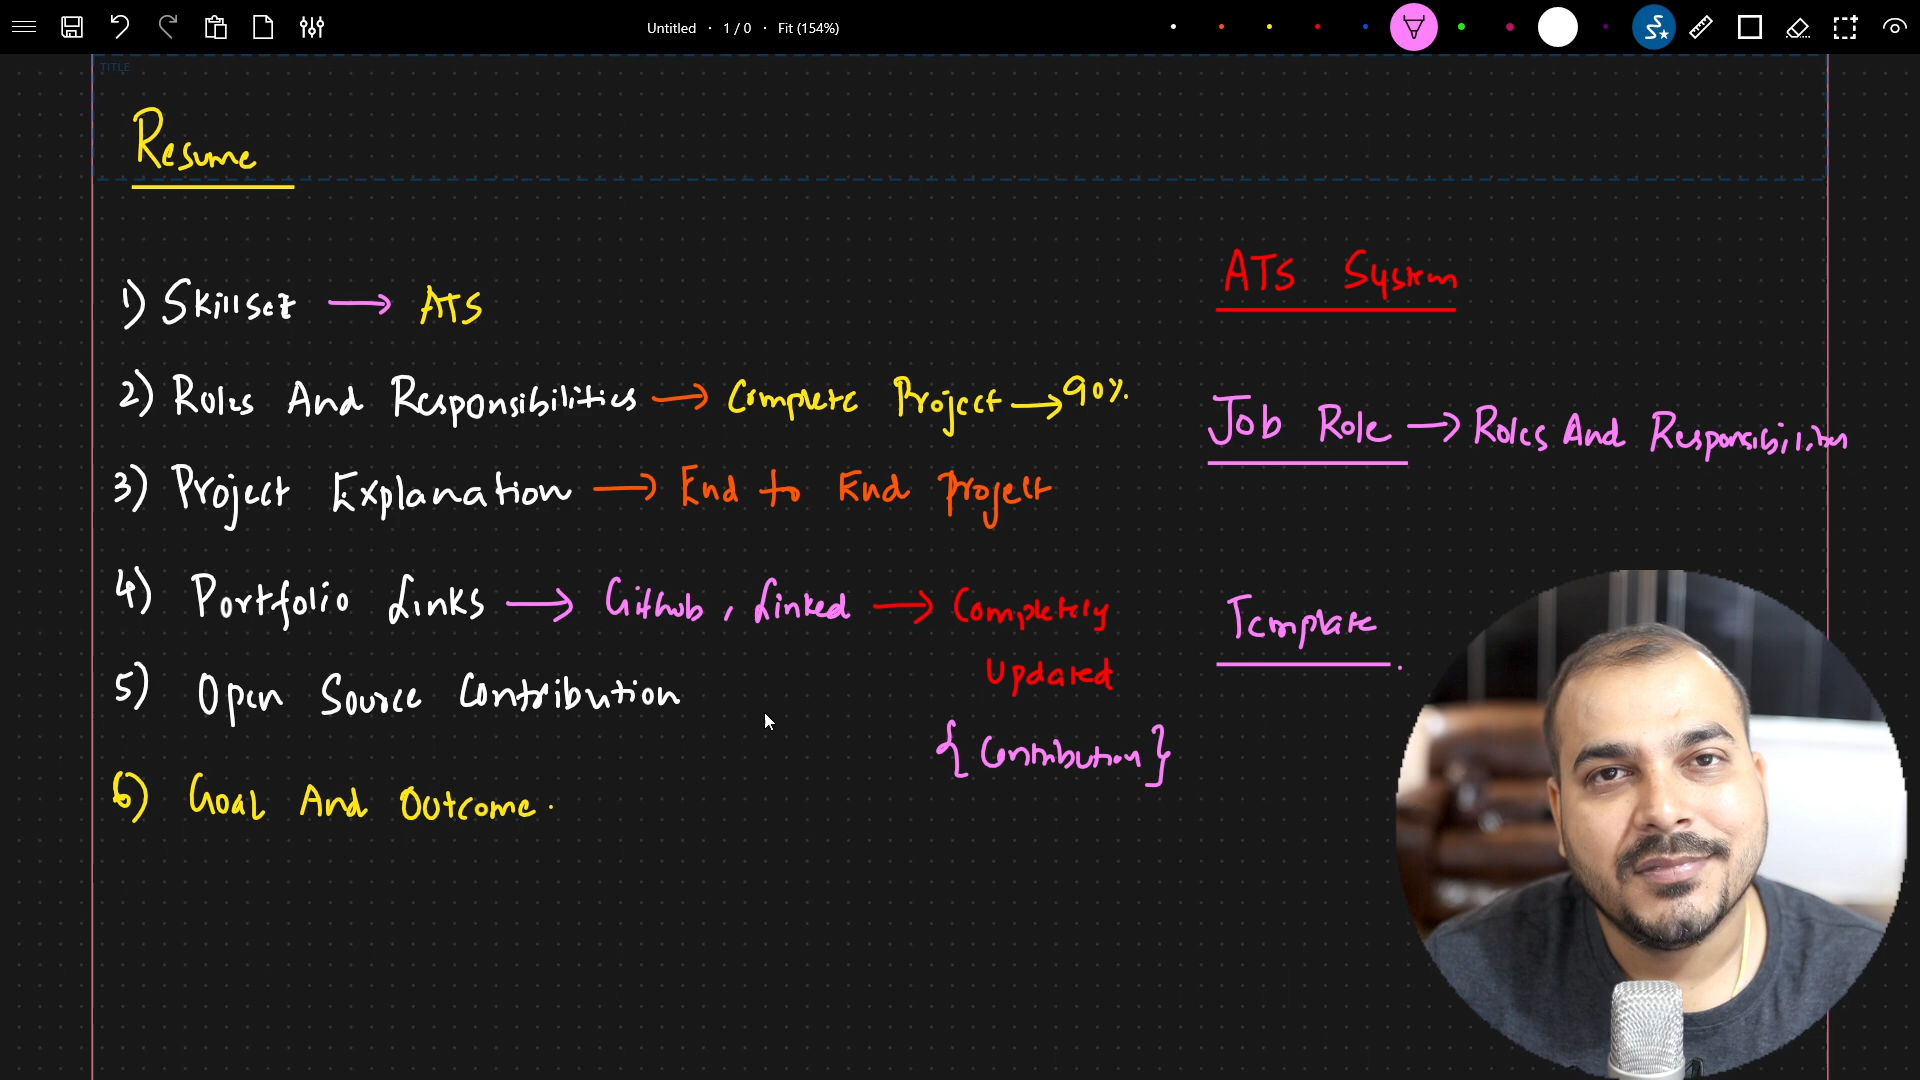 Untitled · 1 / 0 · Fit (154%)
TITLE
Resume
1) Skillset → ATS
2) Roles And Responsibilities → Complete Project → 90%.
3) Project Explanation → End to End Project
4) Portfolio Links → Github, Linked → Completely
Updated
{ Contribution }
5) Open Source Contribution
6) Goal And Outcome.
ATS System
Job Role → Roles And Responsibilities
Template.